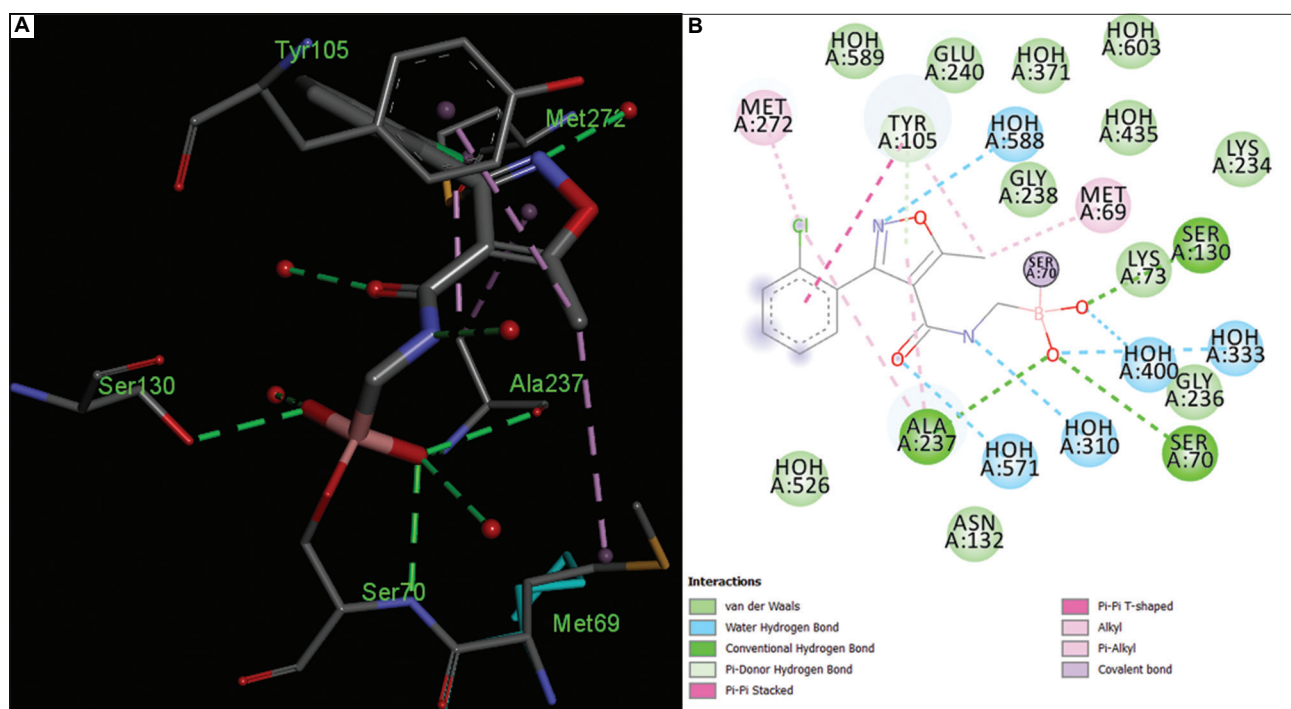 A
Tyr105
Met272
Ser130
Ala237
Ser70
Met69
B
HOH
A:589
GLU
A:240
HOH
A:371
HOH
A:603
MET
A:272
TYR
A:105
HOH
A:588
HOH
A:435
LYS
A:234
GLY
A:238
MET
A:69
SER
A:130
Cl
N
O
SER
A:70
LYS
A:73
B
O
O
N
O
HOH
A:400
HOH
A:333
GLY
A:236
ALA
A:237
HOH
A:571
HOH
A:310
SER
A:70
HOH
A:526
ASN
A:132
Interactions
van der Waals
Water Hydrogen Bond
Conventional Hydrogen Bond
Pi-Donor Hydrogen Bond
Pi-Pi Stacked
Pi-Pi T-shaped
Alkyl
Pi-Alkyl
Covalent bond